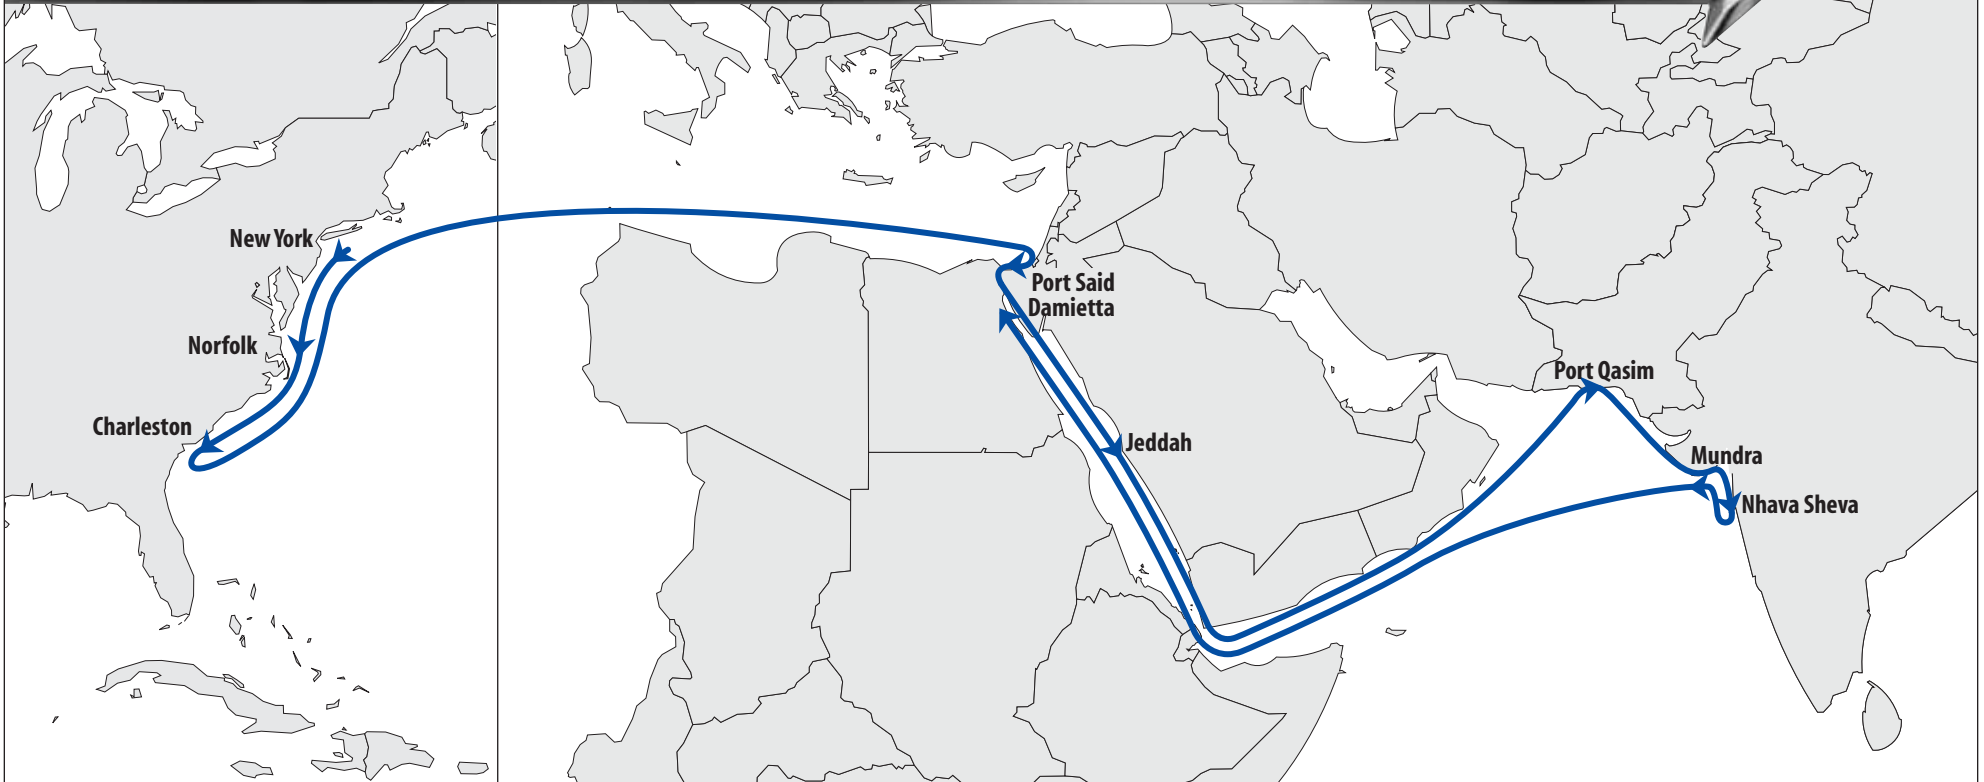 New York
Norfolk
Charleston
Port Said
Damietta
Jeddah
Port Qasim
Mundra
Nhava Sheva